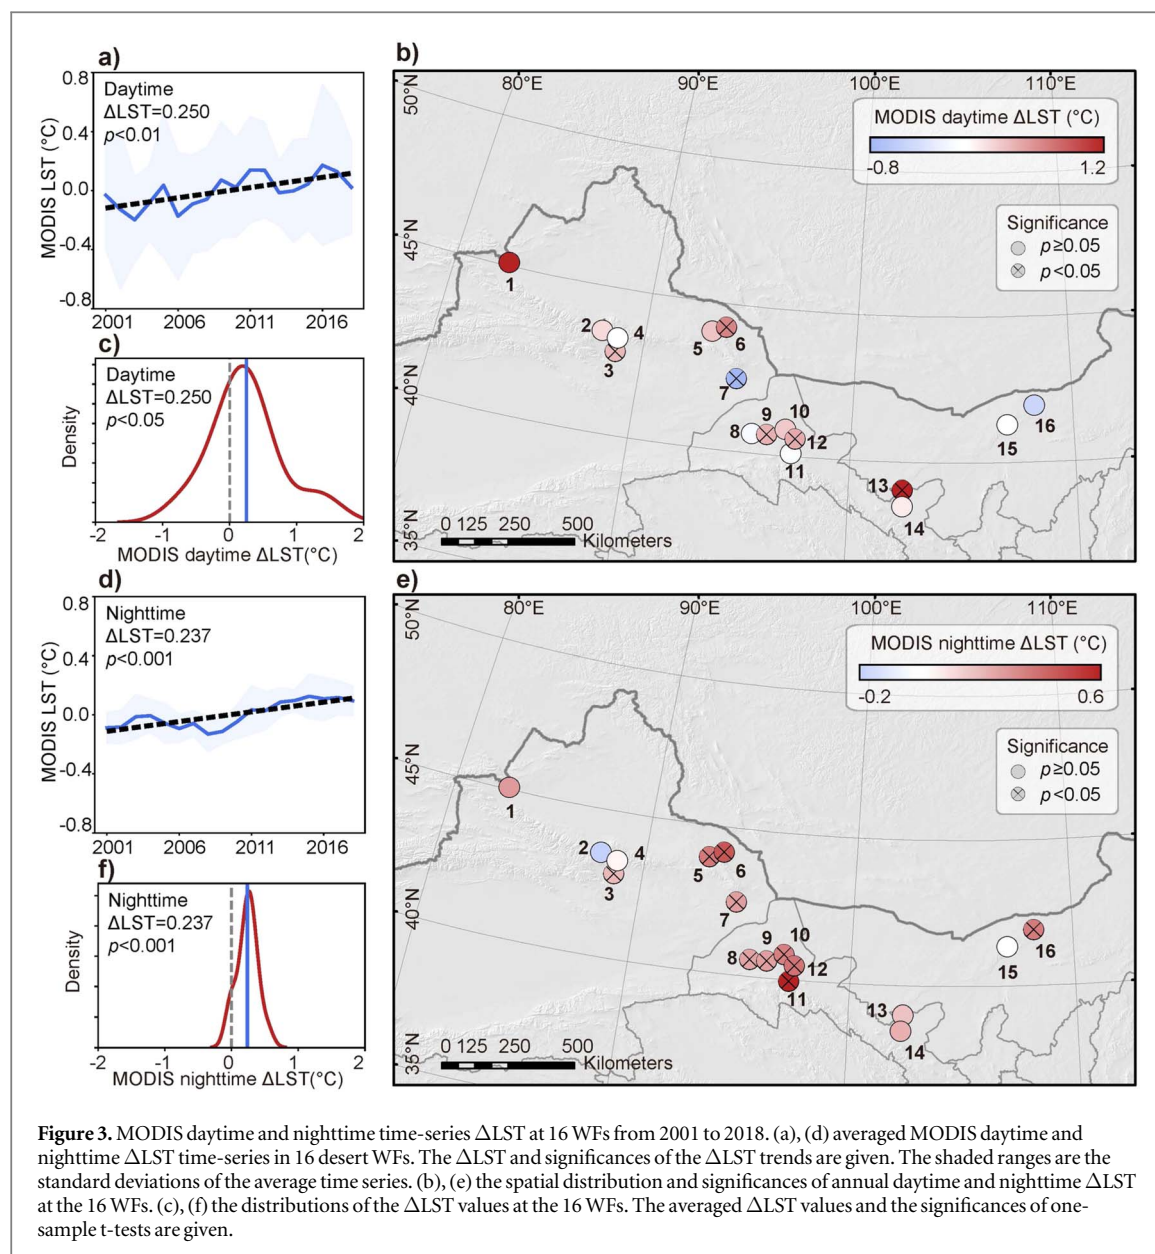 a)
0.8
0.4
0.0
-0.4
-0.8
MODIS LST (°C)
Daytime
ΔLST=0.250
p<0.01
2001 2006 2011 2016
b)
80°E 90°E 100°E 110°E
50°N
45°N
40°N
35°N
MODIS daytime ΔLST (°C)
-0.8 1.2
Significance
p≥0.05
p<0.05
1
2
4
3
5
6
7
8
9
10
12
11
13
14
15
16
0 125 250 500
Kilometers
c)
Density
Daytime
ΔLST=0.250
p<0.05
-2 -1 0 1 2
MODIS daytime ΔLST(°C)
d)
0.8
0.4
0.0
-0.4
-0.8
MODIS LST (°C)
Nighttime
ΔLST=0.237
p<0.001
2001 2006 2011 2016
e)
80°E 90°E 100°E 110°E
50°N
45°N
40°N
35°N
MODIS nighttime ΔLST (°C)
-0.2 0.6
Significance
p≥0.05
p<0.05
1
2
4
3
5
6
7
8
9
10
12
11
13
14
15
16
0 125 250 500
Kilometers
f)
Density
Nighttime
ΔLST=0.237
p<0.001
-2 -1 0 1 2
MODIS nighttime ΔLST(°C)
Figure 3. MODIS daytime and nighttime time-series ΔLST at 16 WFs from 2001 to 2018. (a), (d) averaged MODIS daytime and
nighttime ΔLST time-series in 16 desert WFs. The ΔLST and significances of the ΔLST trends are given. The shaded ranges are the
standard deviations of the average time series. (b), (e) the spatial distribution and significances of annual daytime and nighttime ΔLST
at the 16 WFs. (c), (f) the distributions of the ΔLST values at the 16 WFs. The averaged ΔLST values and the significances of one-
sample t-tests are given.